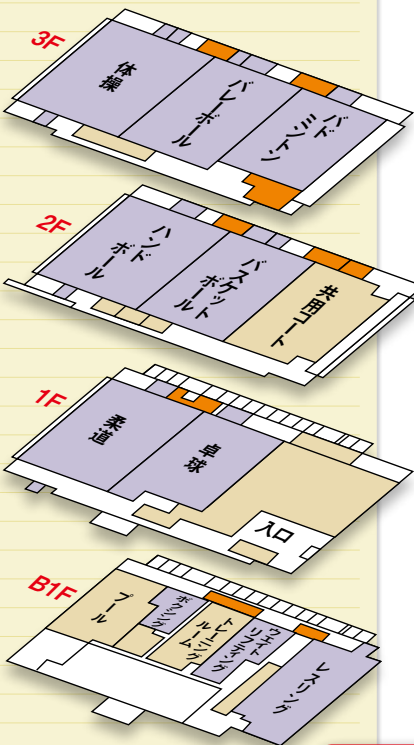 3F
体操
バレーボール
バドミントン
2F
ハンドボール
バスケットボール
共用コート
1F
柔道
卓球
入口
B1F
プール
ボクシング
トレーニングルーム
ウエイトリフティング
レスリング